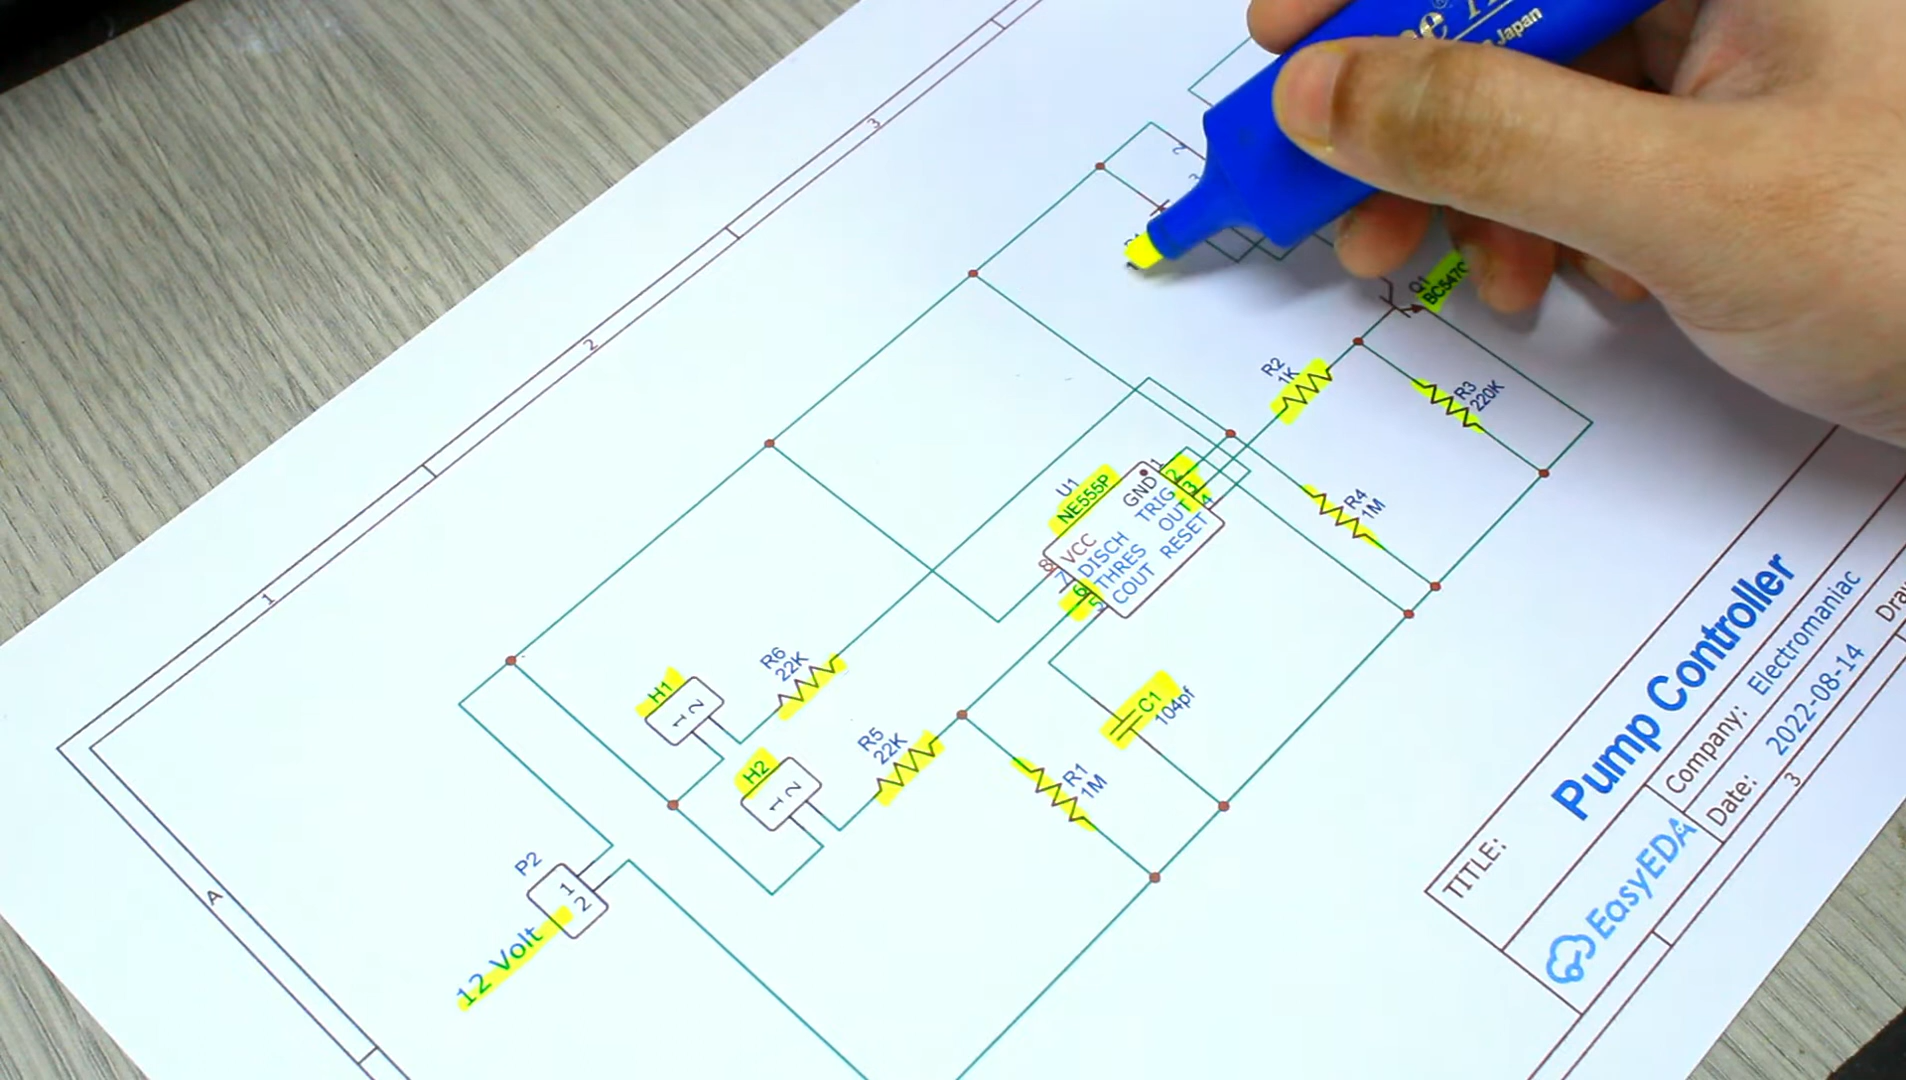 Japan
3
2
1
A
2
3
Q1
BC547C
R2
1K
R3
220K
R4
1M
U1
NE555P
1
2
3
4
GND
TRIG
OUT
RESET
VCC
DISCH
THRES
COUT
8
7
6
5
R6
22K
H1
1
2
R5
22K
H2
1
2
C1
104pf
R1
1M
P2
1
2
12 Volt
TITLE:
Pump Controller
EasyEDA
Company: Electromaniac
Date: 2022-08-14
3